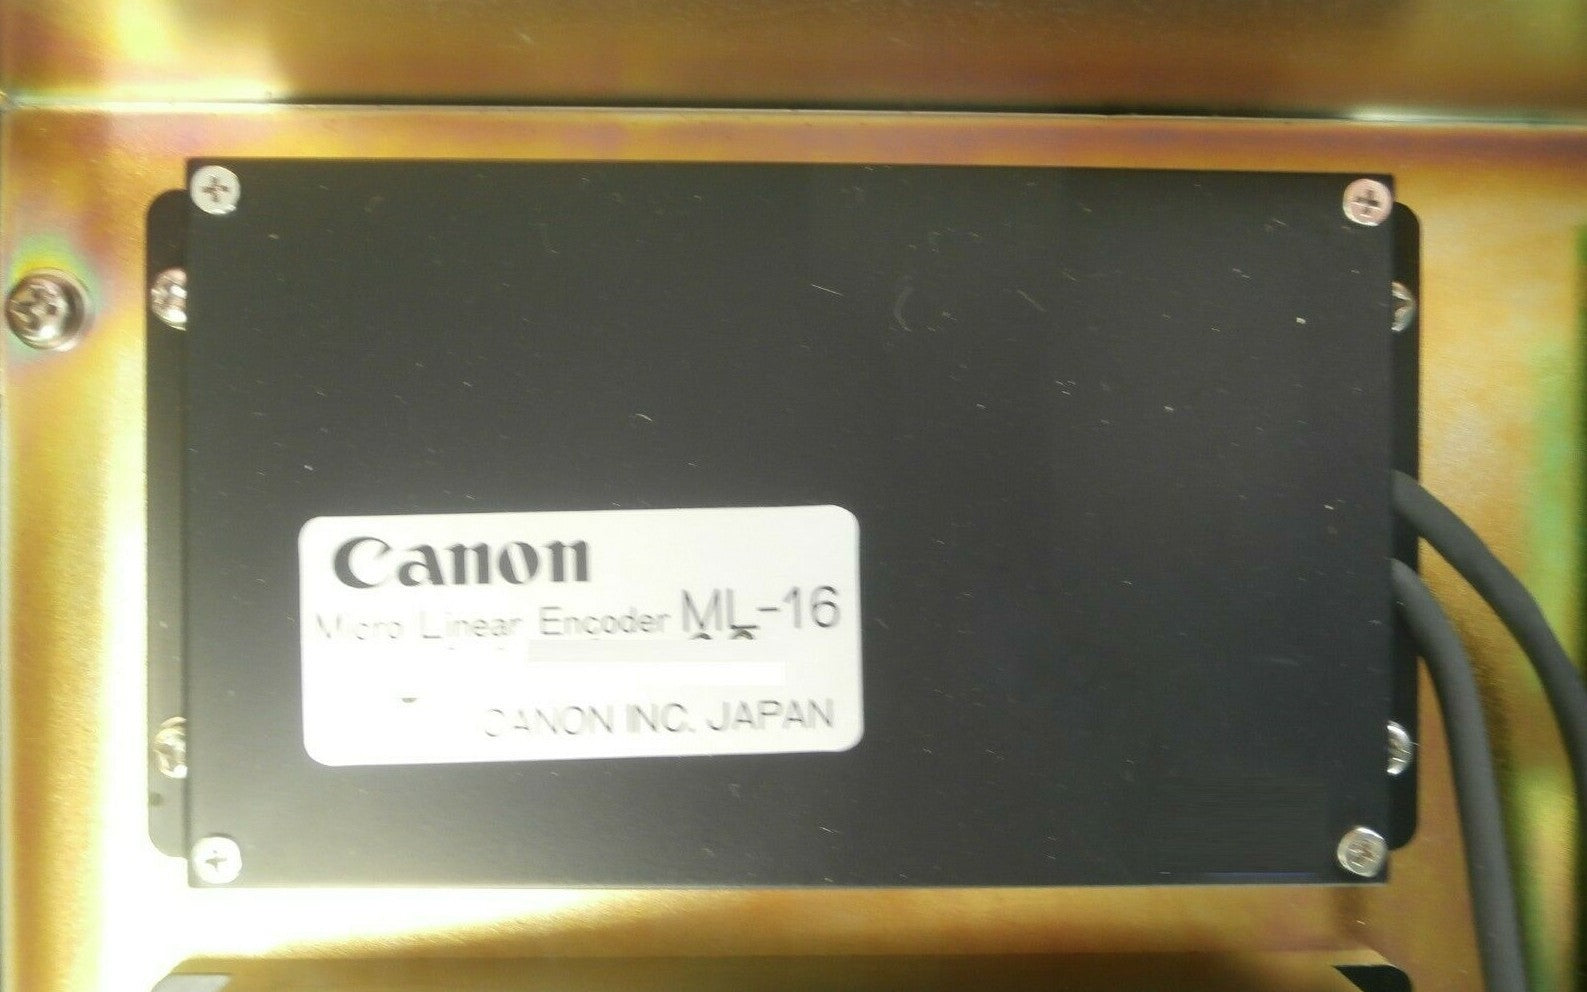 Canon
Micro Linear Encoder ML-16
CANON INC. JAPAN